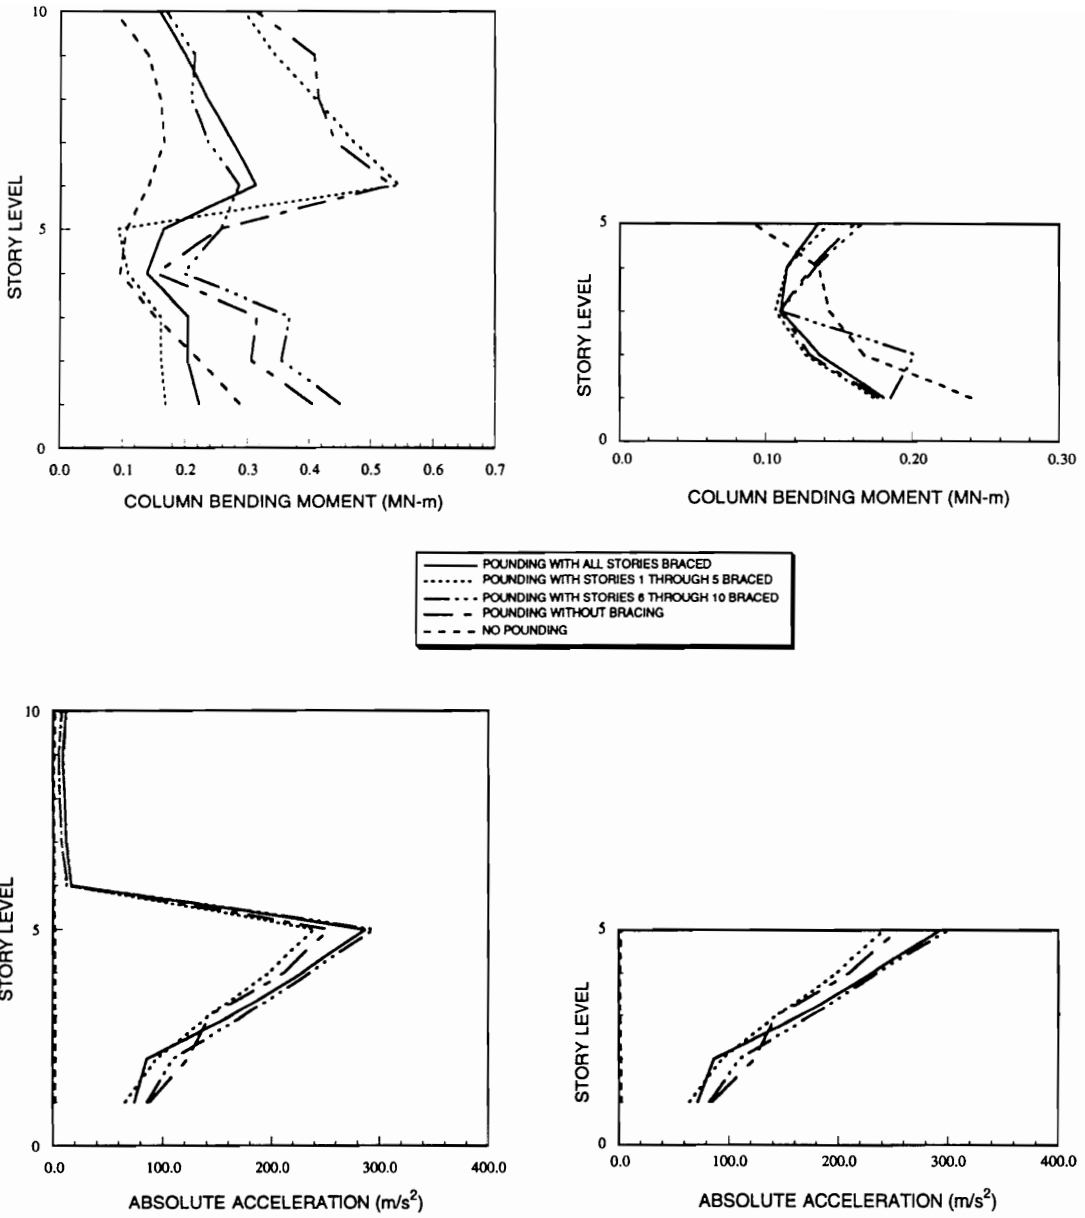 10
5
0
STORY LEVEL
0.0 0.1 0.2 0.3 0.4 0.5 0.6 0.7
COLUMN BENDING MOMENT (MN-m)
5
0
STORY LEVEL
0.0 0.10 0.20 0.30
COLUMN BENDING MOMENT (MN-m)
POUNDING WITH ALL STORIES BRACED
POUNDING WITH STORIES 1 THROUGH 5 BRACED
POUNDING WITH STORIES 6 THROUGH 10 BRACED
POUNDING WITHOUT BRACING
NO POUNDING
10
5
0
STORY LEVEL
0.0 100.0 200.0 300.0 400.0
ABSOLUTE ACCELERATION (m/s²)
5
0
STORY LEVEL
0.0 100.0 200.0 300.0 400.0
ABSOLUTE ACCELERATION (m/s²)